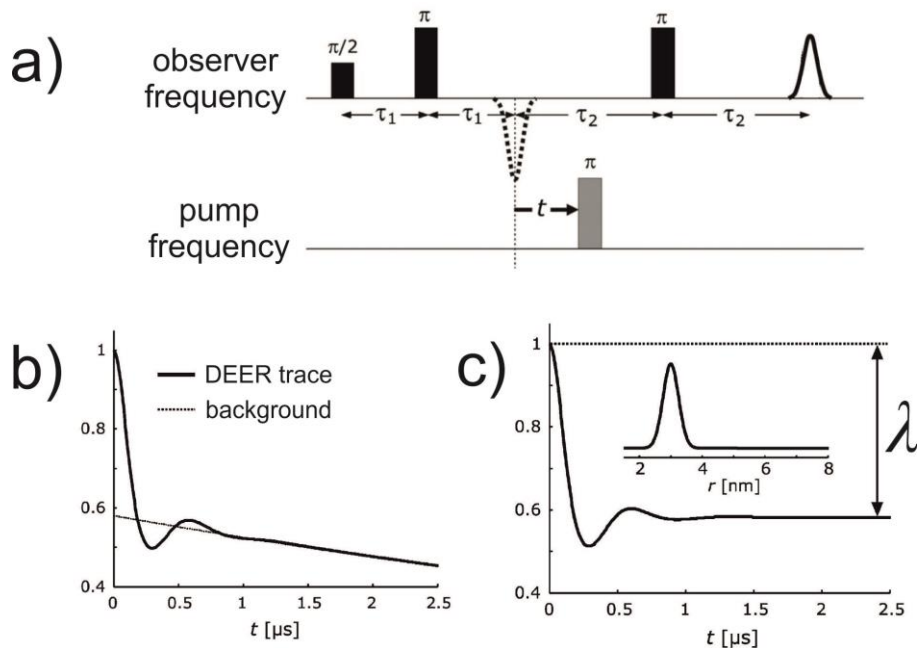 a)
observer
frequency
π/2
π
π
τ1
τ1
τ2
τ2
pump
frequency
π
t
b)
1
0.8
0.6
0.4
0
0.5
1
1.5
2
2.5
t [µs]
DEER trace
background
c)
1
0.8
0.6
0.4
0
0.5
1
1.5
2
2.5
t [µs]
2
4
6
8
r [nm]
λ